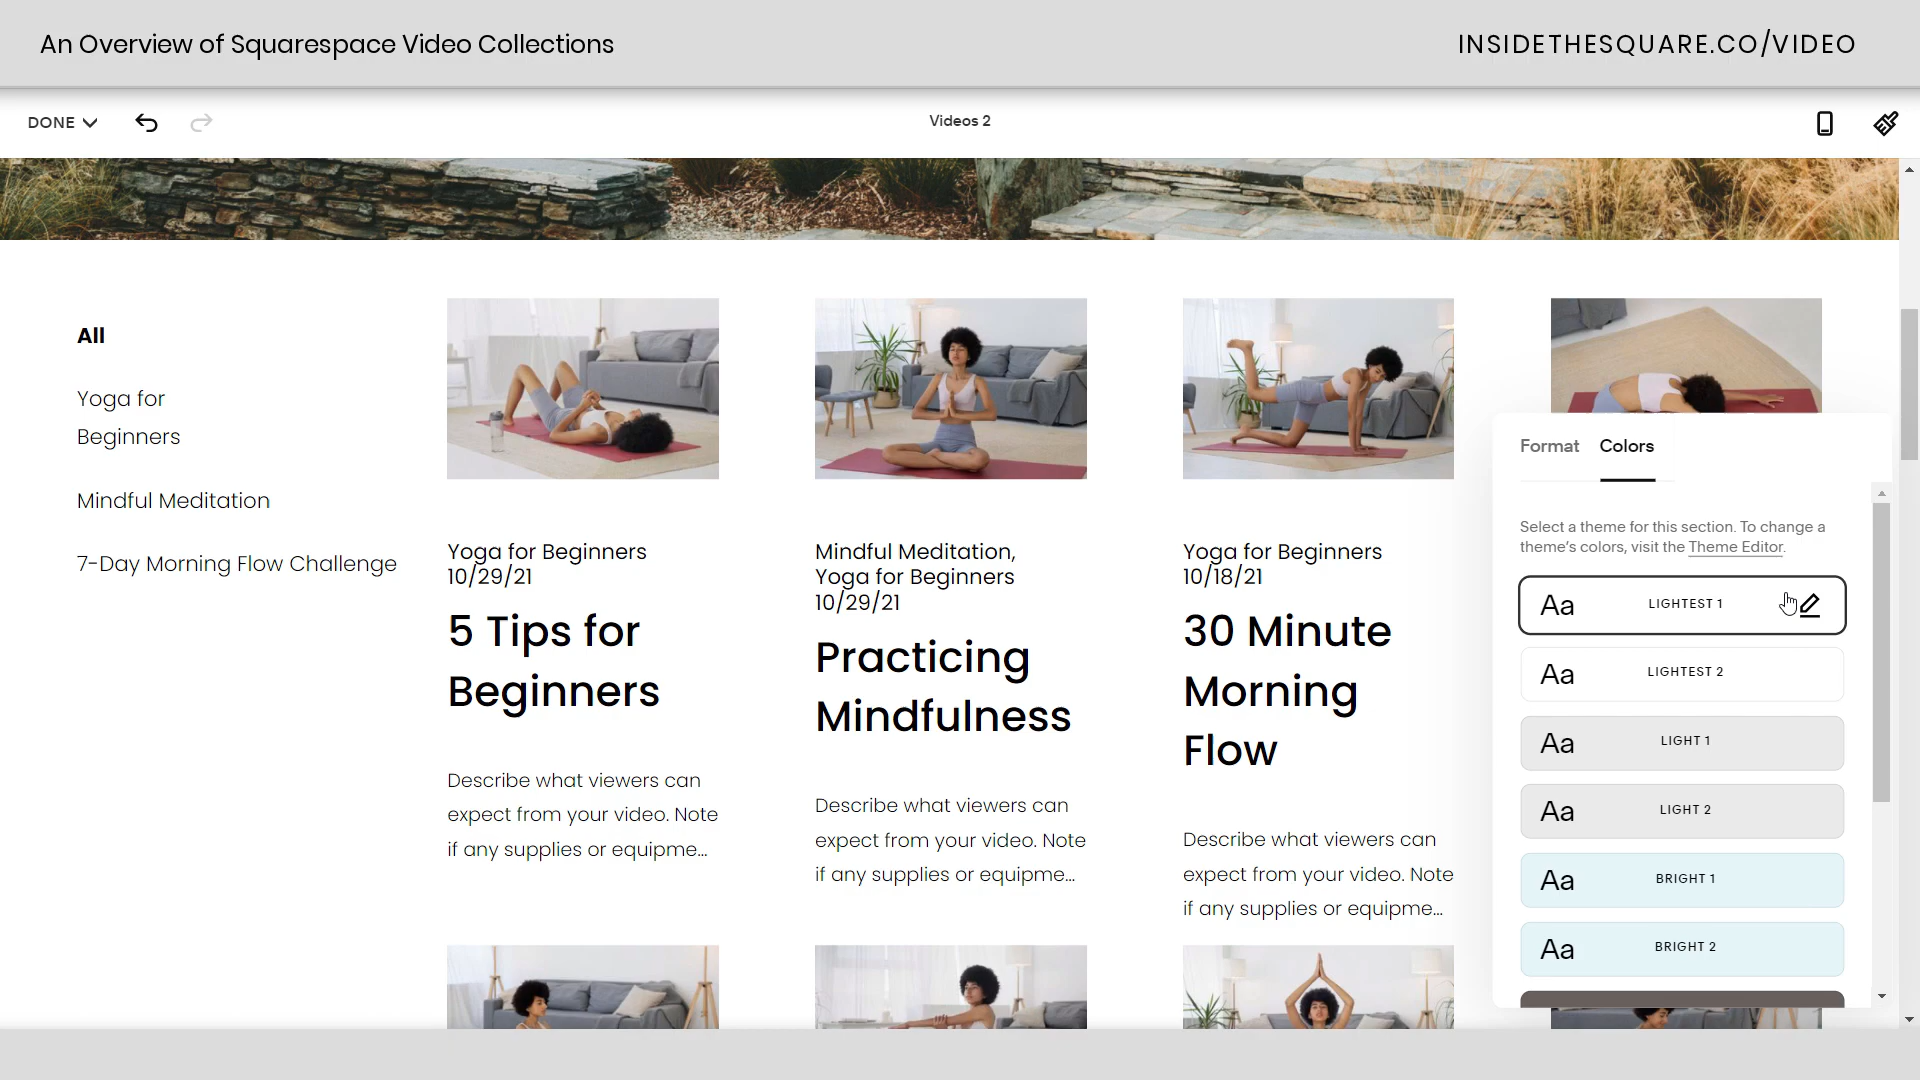 An Overview of Squarespace Video Collections
INSIDETHESQUARE.CO/VIDEO
DONE
Videos 2
All
Yoga for
Beginners
Mindful Meditation
7-Day Morning Flow Challenge
Yoga for Beginners
10/29/21
5 Tips for
Beginners
Describe what viewers can
expect from your video. Note
if any supplies or equipme...
Mindful Meditation,
Yoga for Beginners
10/29/21
Practicing
Mindfulness
Describe what viewers can
expect from your video. Note
if any supplies or equipme...
Yoga for Beginners
10/18/21
30 Minute
Morning
Flow
Describe what viewers can
expect from your video. Note
if any supplies or equipme...
Format Colors
Select a theme for this section. To change a
theme's colors, visit the Theme Editor.
Aa LIGHTEST 1
Aa LIGHTEST 2
Aa LIGHT 1
Aa LIGHT 2
Aa BRIGHT 1
Aa BRIGHT 2